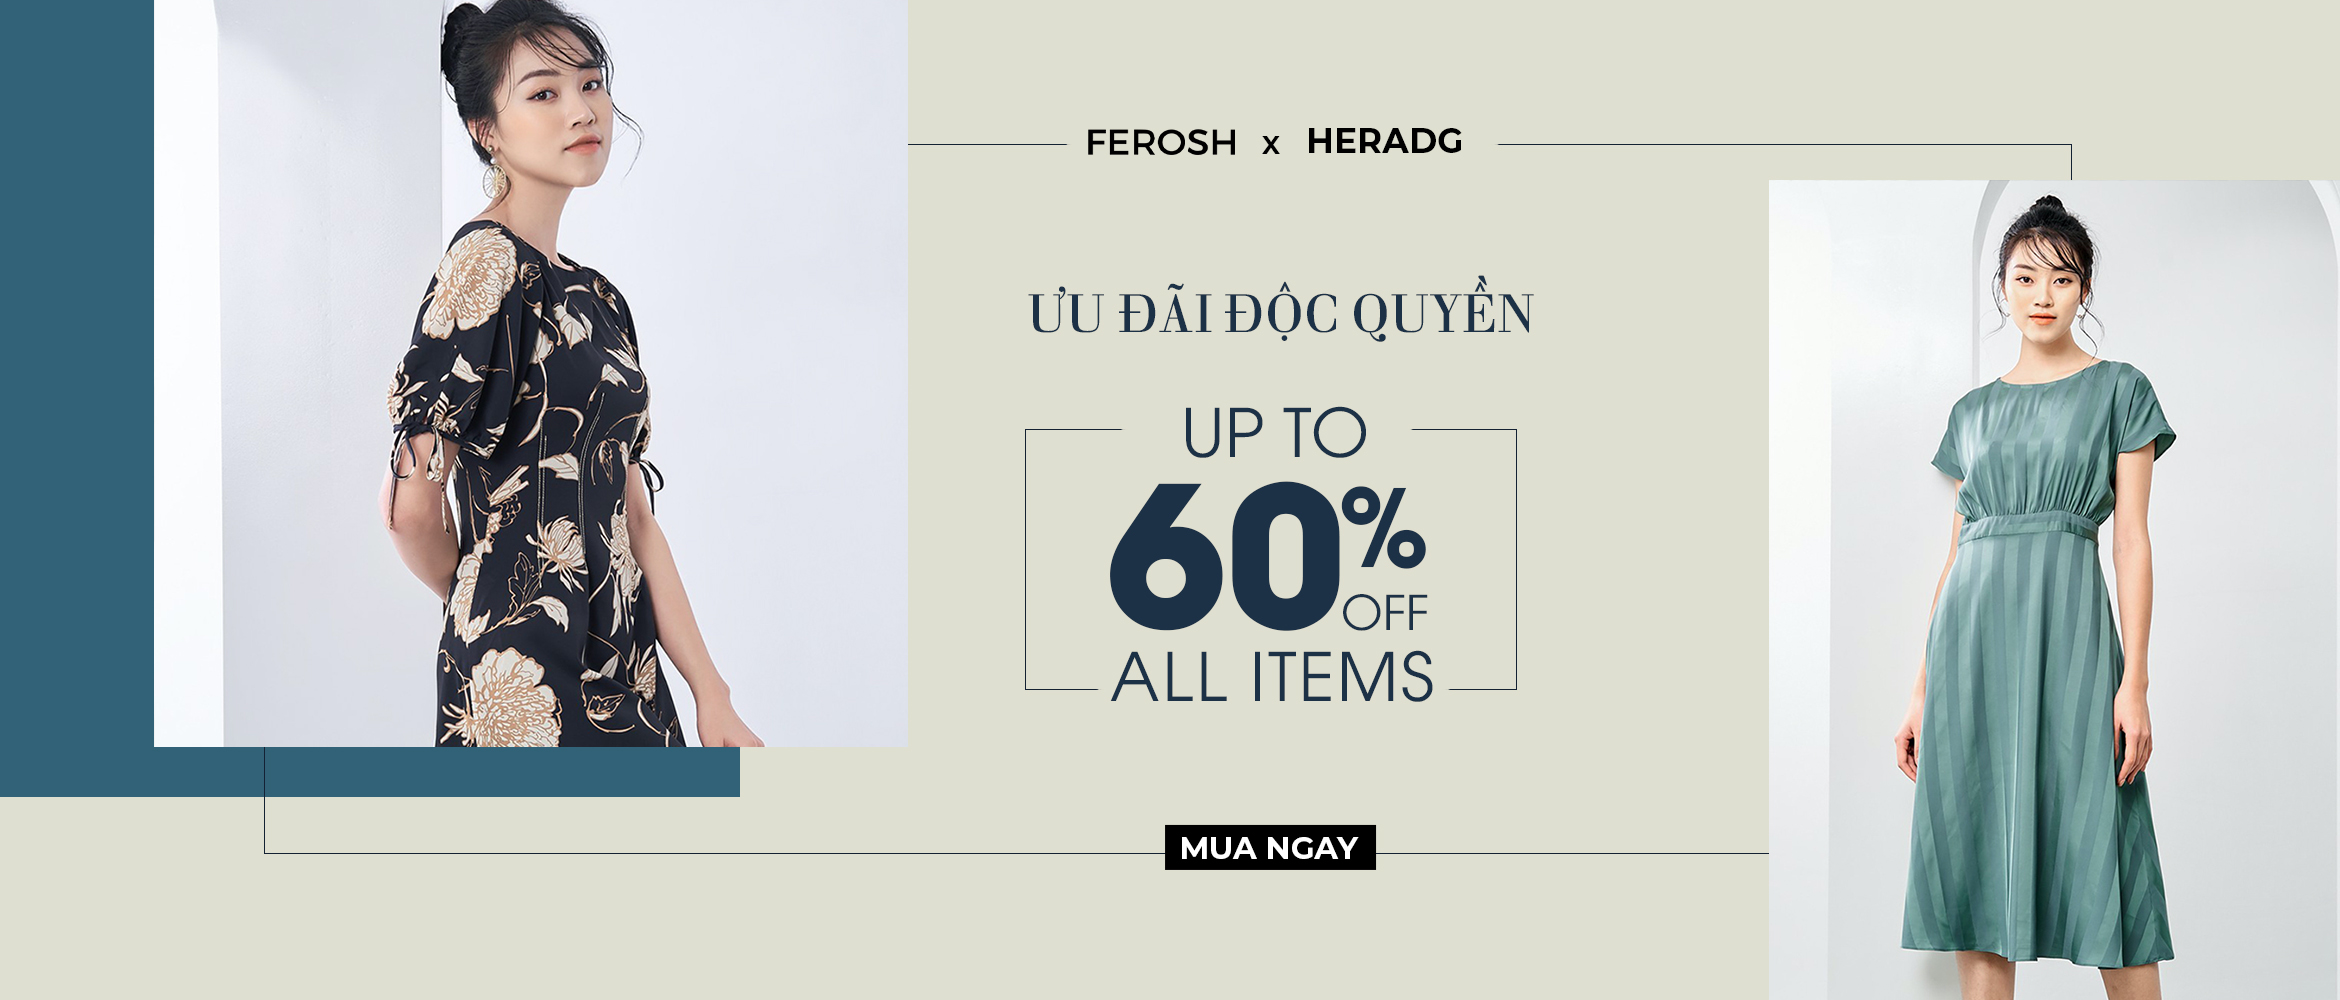 FEROSH x HERADG
ƯU ĐÃI ĐỘC QUYỀN
UP TO
60%
OFF
ALL ITEMS
MUA NGAY